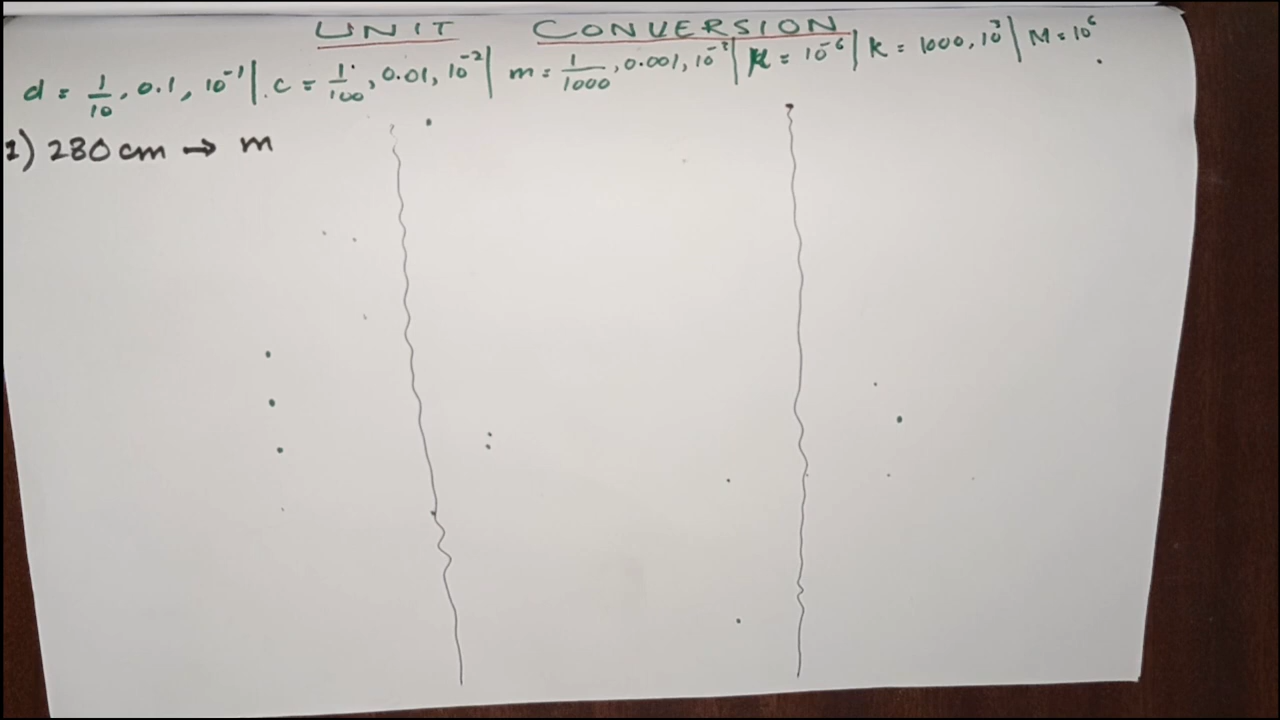 UNIT CONVERSION
d = 1/10, 0.1, 10⁻¹ | c = 1/100, 0.01, 10⁻² | m = 1/1000, 0.001, 10⁻³ | μ = 10⁻⁶ | k = 1000, 10³ | M = 10⁶
1) 280 cm → m